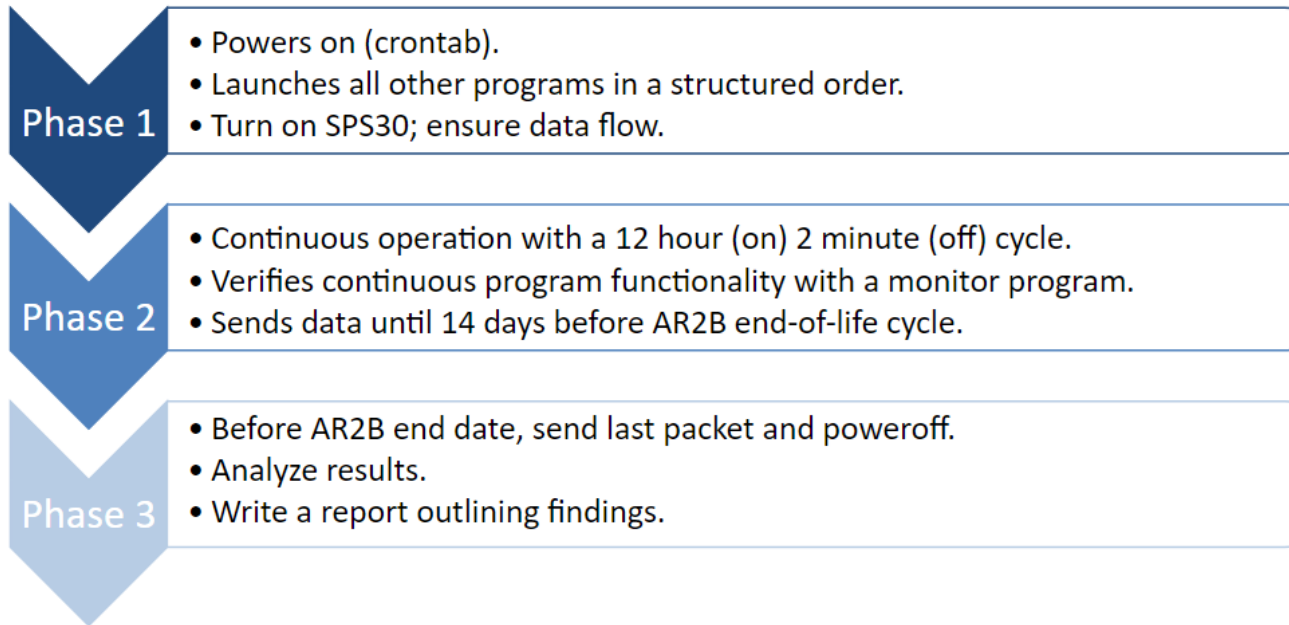 Phase 1
• Powers on (crontab).
• Launches all other programs in a structured order.
• Turn on SPS30; ensure data flow.
Phase 2
• Continuous operation with a 12 hour (on) 2 minute (off) cycle.
• Verifies continuous program functionality with a monitor program.
• Sends data until 14 days before AR2B end-of-life cycle.
Phase 3
• Before AR2B end date, send last packet and poweroff.
• Analyze results.
• Write a report outlining findings.